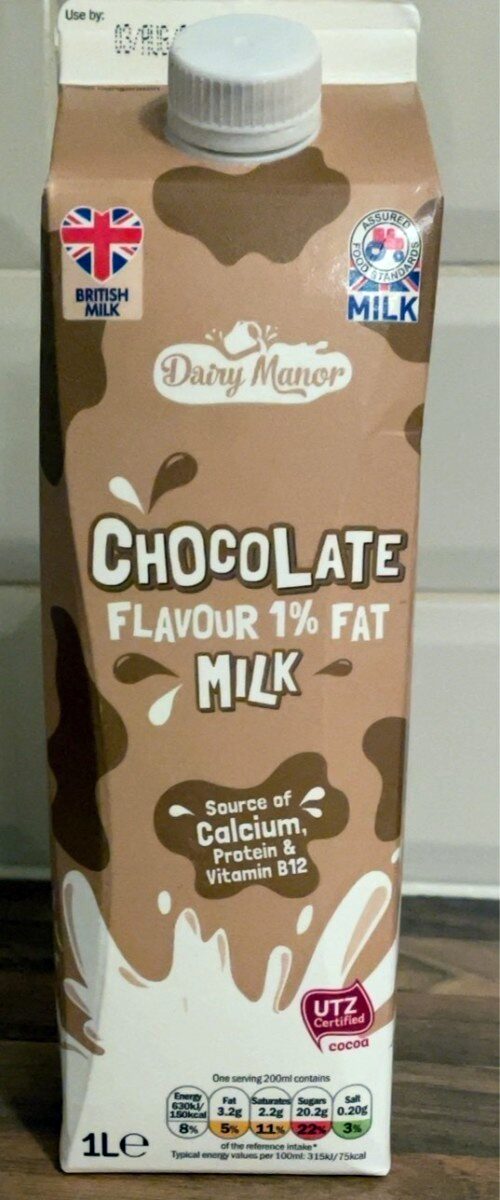 Use by:
03/AUG/
BRITISH
MILK
ASSURED
FOOD STANDARDS
MILK
Dairy Manor
CHOCOLATE
FLAVOUR 1% FAT
MILK
Source of
Calcium,
Protein &
Vitamin B12
UTZ
Certified
cocoa
One serving 200ml contains
Energy Fat Saturates Sugars Salt
630kJ/ 3.2g 2.2g 20.2g 0.20g
150kcal
8% 5% 11% 22% 3%
of the reference intake*
Typical energy values per 100ml: 315kJ/75kcal
1L℮